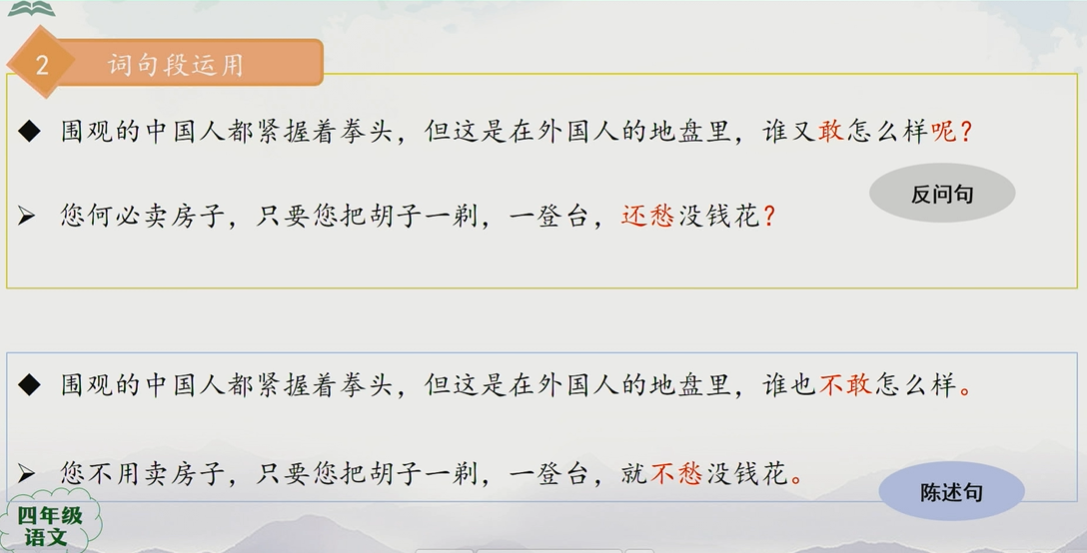 2 词句段运用
◆ 围观的中国人都紧握着拳头，但这是在外国人的地盘里，谁又敢怎么样呢？
反问句
➢ 您何必卖房子，只要您把胡子一剃，一登台，还愁没钱花？
◆ 围观的中国人都紧握着拳头，但这是在外国人的地盘里，谁也不敢怎么样。
➢ 您不用卖房子，只要您把胡子一剃，一登台，就不愁没钱花。
陈述句
四年级
语文